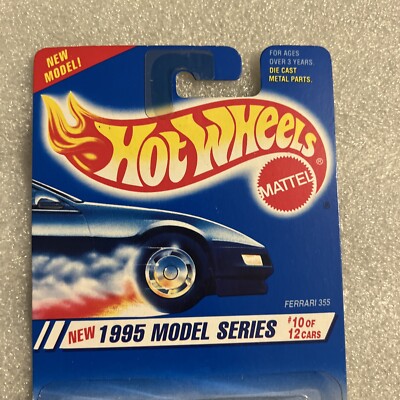 NEW
MODEL!
FOR AGES
OVER 3 YEARS.
DIE CAST
METAL PARTS.
HOT WHEELS
®
MATTEL
FERRARI 355
NEW 1995 MODEL SERIES
#10 OF
12 CARS